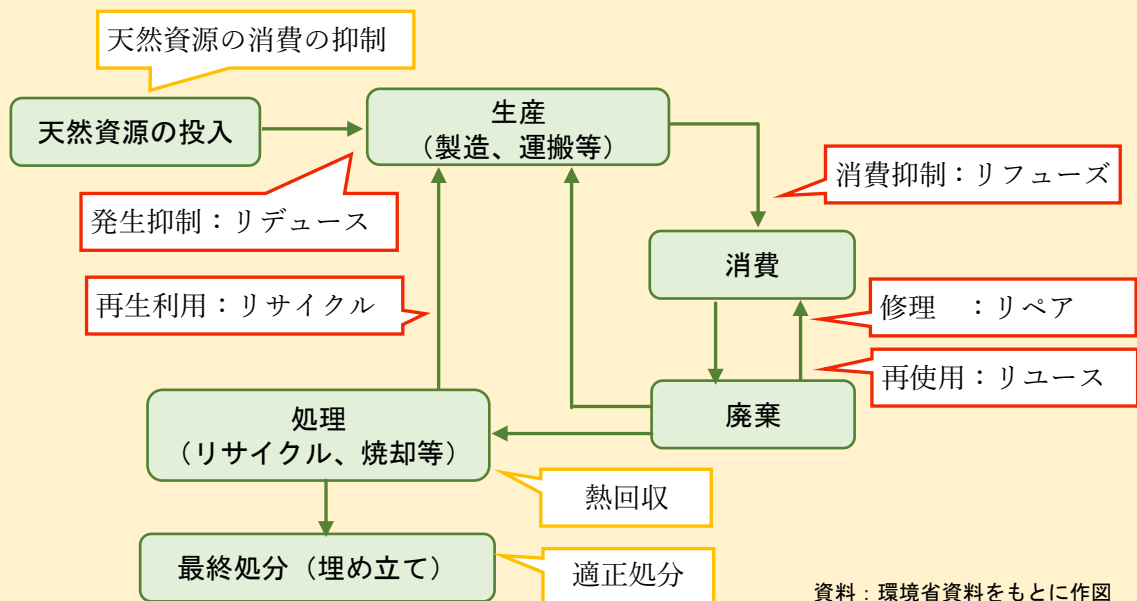 天然資源の消費の抑制
天然資源の投入
生産
（製造、運搬等）
消費抑制：リフューズ
発生抑制：リデュース
消費
再生利用：リサイクル
修理　：リペア
再使用：リユース
処理
（リサイクル、焼却等）
廃棄
熱回収
最終処分（埋め立て）
適正処分
資料：環境省資料をもとに作図